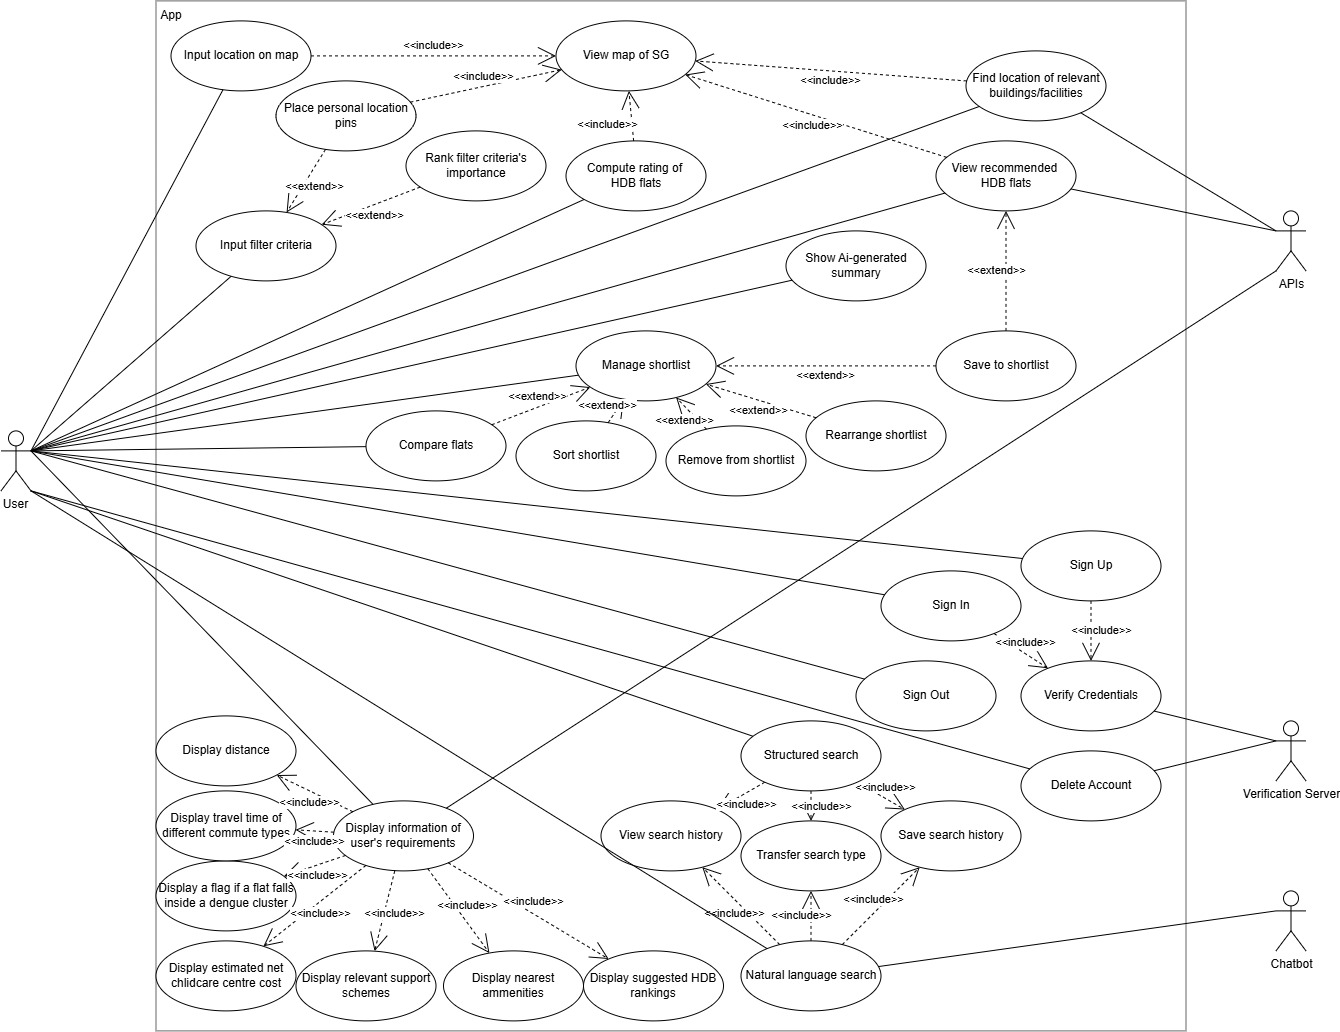 App
Input location on map
<<include>>
View map of SG
<<include>>
Find location of relevant
buildings/facilities
<<include>>
Place personal location
pins
<<include>>
<<include>>
Rank filter criteria's
importance
Compute rating of
HDB flats
View recommended
HDB flats
<<extend>>
<<extend>>
Input filter criteria
Show Ai-generated
summary
<<extend>>
APIs
Manage shortlist
Save to shortlist
<<extend>>
<<extend>>
<<extend>>
<<extend>>
<<extend>>
Compare flats
Sort shortlist
Remove from shortlist
Rearrange shortlist
User
Sign Up
Sign In
<<include>>
<<include>>
Sign Out
Verify Credentials
Display distance
Structured search
Delete Account
Verification Server
<<include>>
<<include>>
<<include>>
<<include>>
Display travel time of
different commute types
<<include>>
Display information of
user's requirements
View search history
Transfer search type
Save search history
<<include>>
Display a flag if a flat falls
inside a dengue cluster
<<include>>
<<include>>
<<include>>
<<include>>
<<include>>
<<include>>
<<include>>
Display estimated net
chlidcare centre cost
Display relevant support
schemes
Display nearest
ammenities
Display suggested HDB
rankings
Natural language search
Chatbot